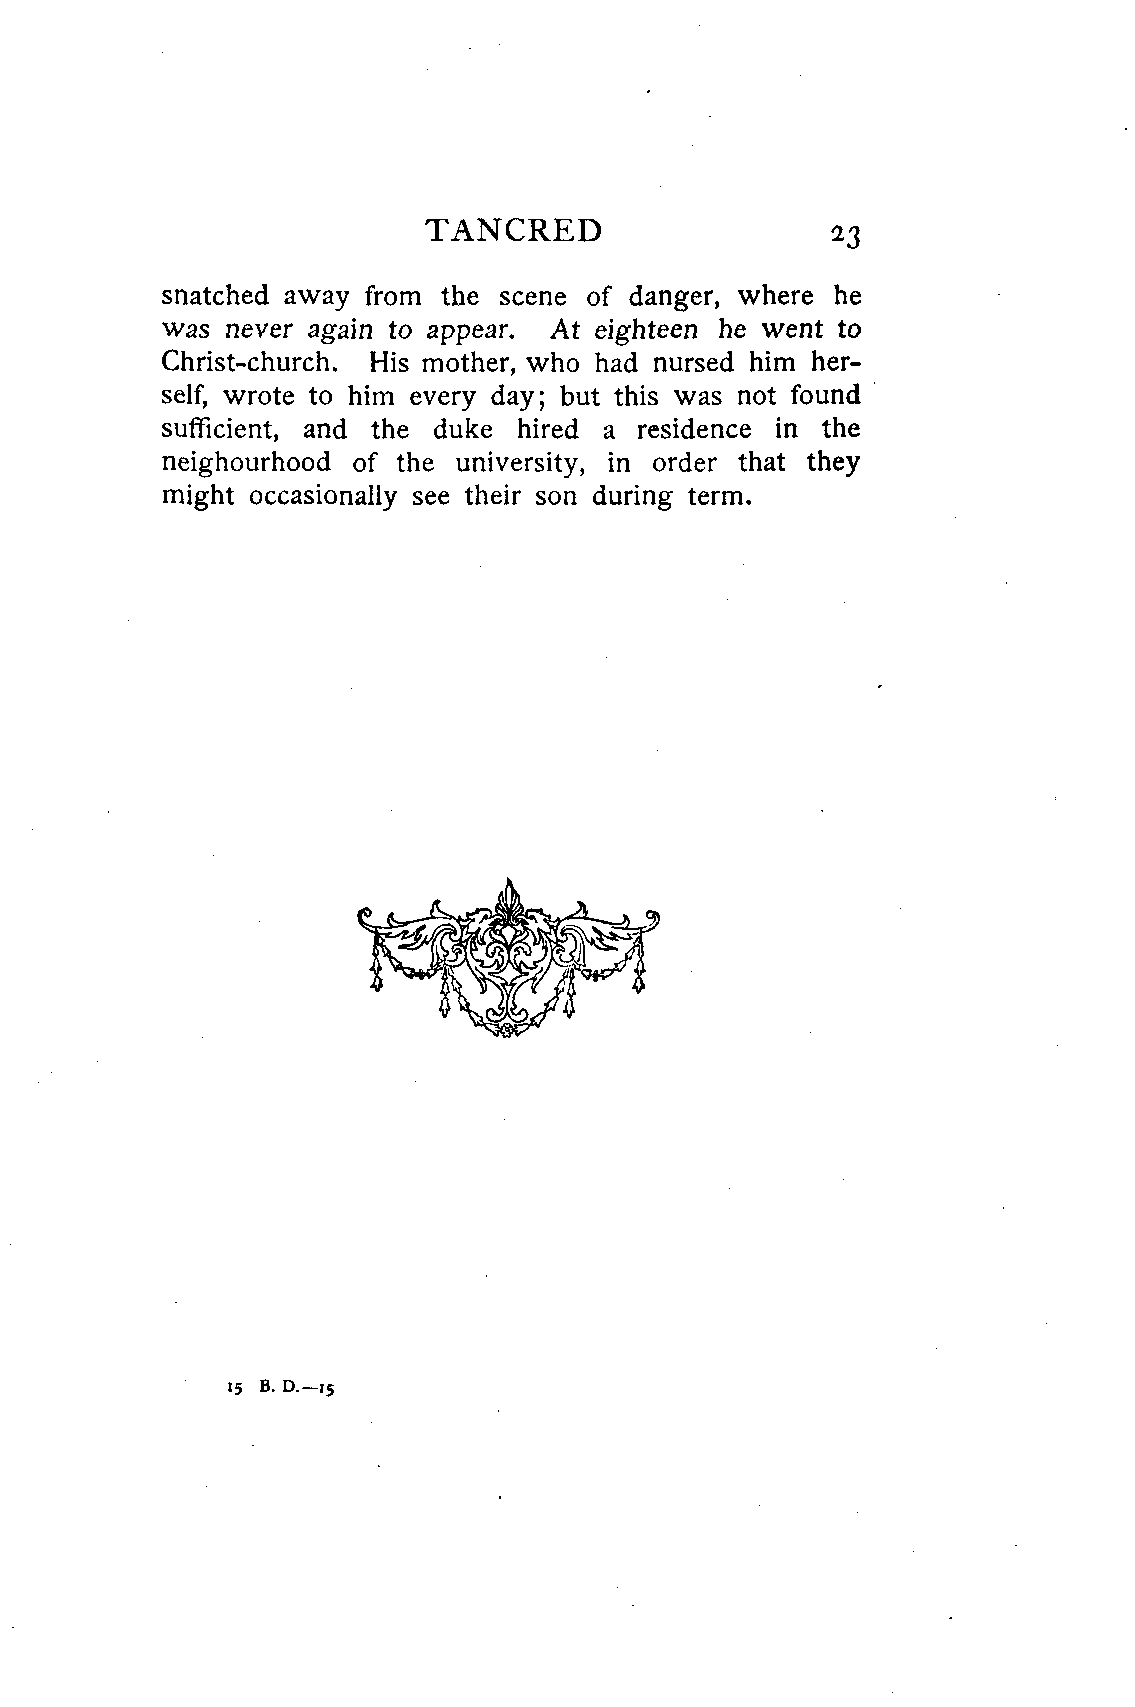 TANCRED 23
snatched away from the scene of danger, where he
was never again to appear. At eighteen he went to
Christ-church. His mother, who had nursed him her-
self, wrote to him every day; but this was not found
sufficient, and the duke hired a residence in the
neighourhood of the university, in order that they
might occasionally see their son during term.
15 B. D.—15